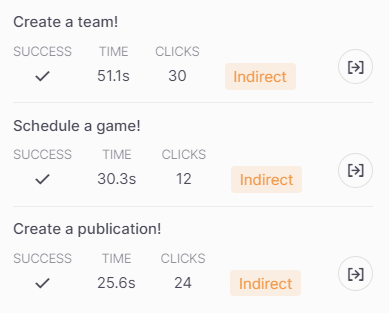 Create a team!
SUCCESS TIME CLICKS
51.1s 30 Indirect
Schedule a game!
SUCCESS TIME CLICKS
30.3s 12 Indirect
Create a publication!
SUCCESS TIME CLICKS
25.6s 24 Indirect